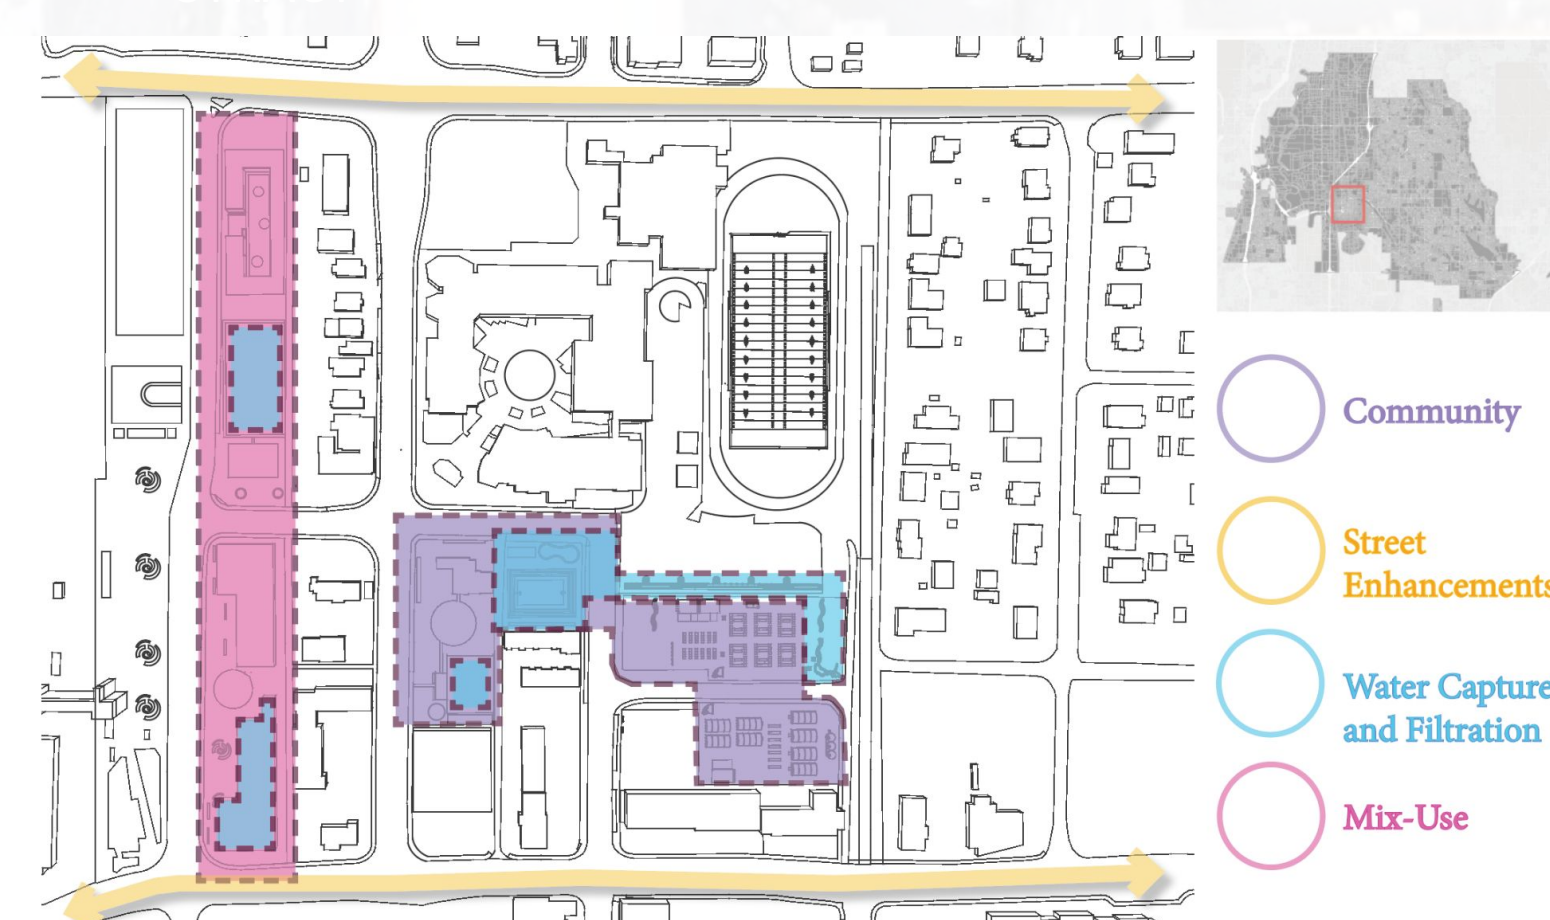 Community
Street
Enhancements
Water Capture
and Filtration
Mix-Use